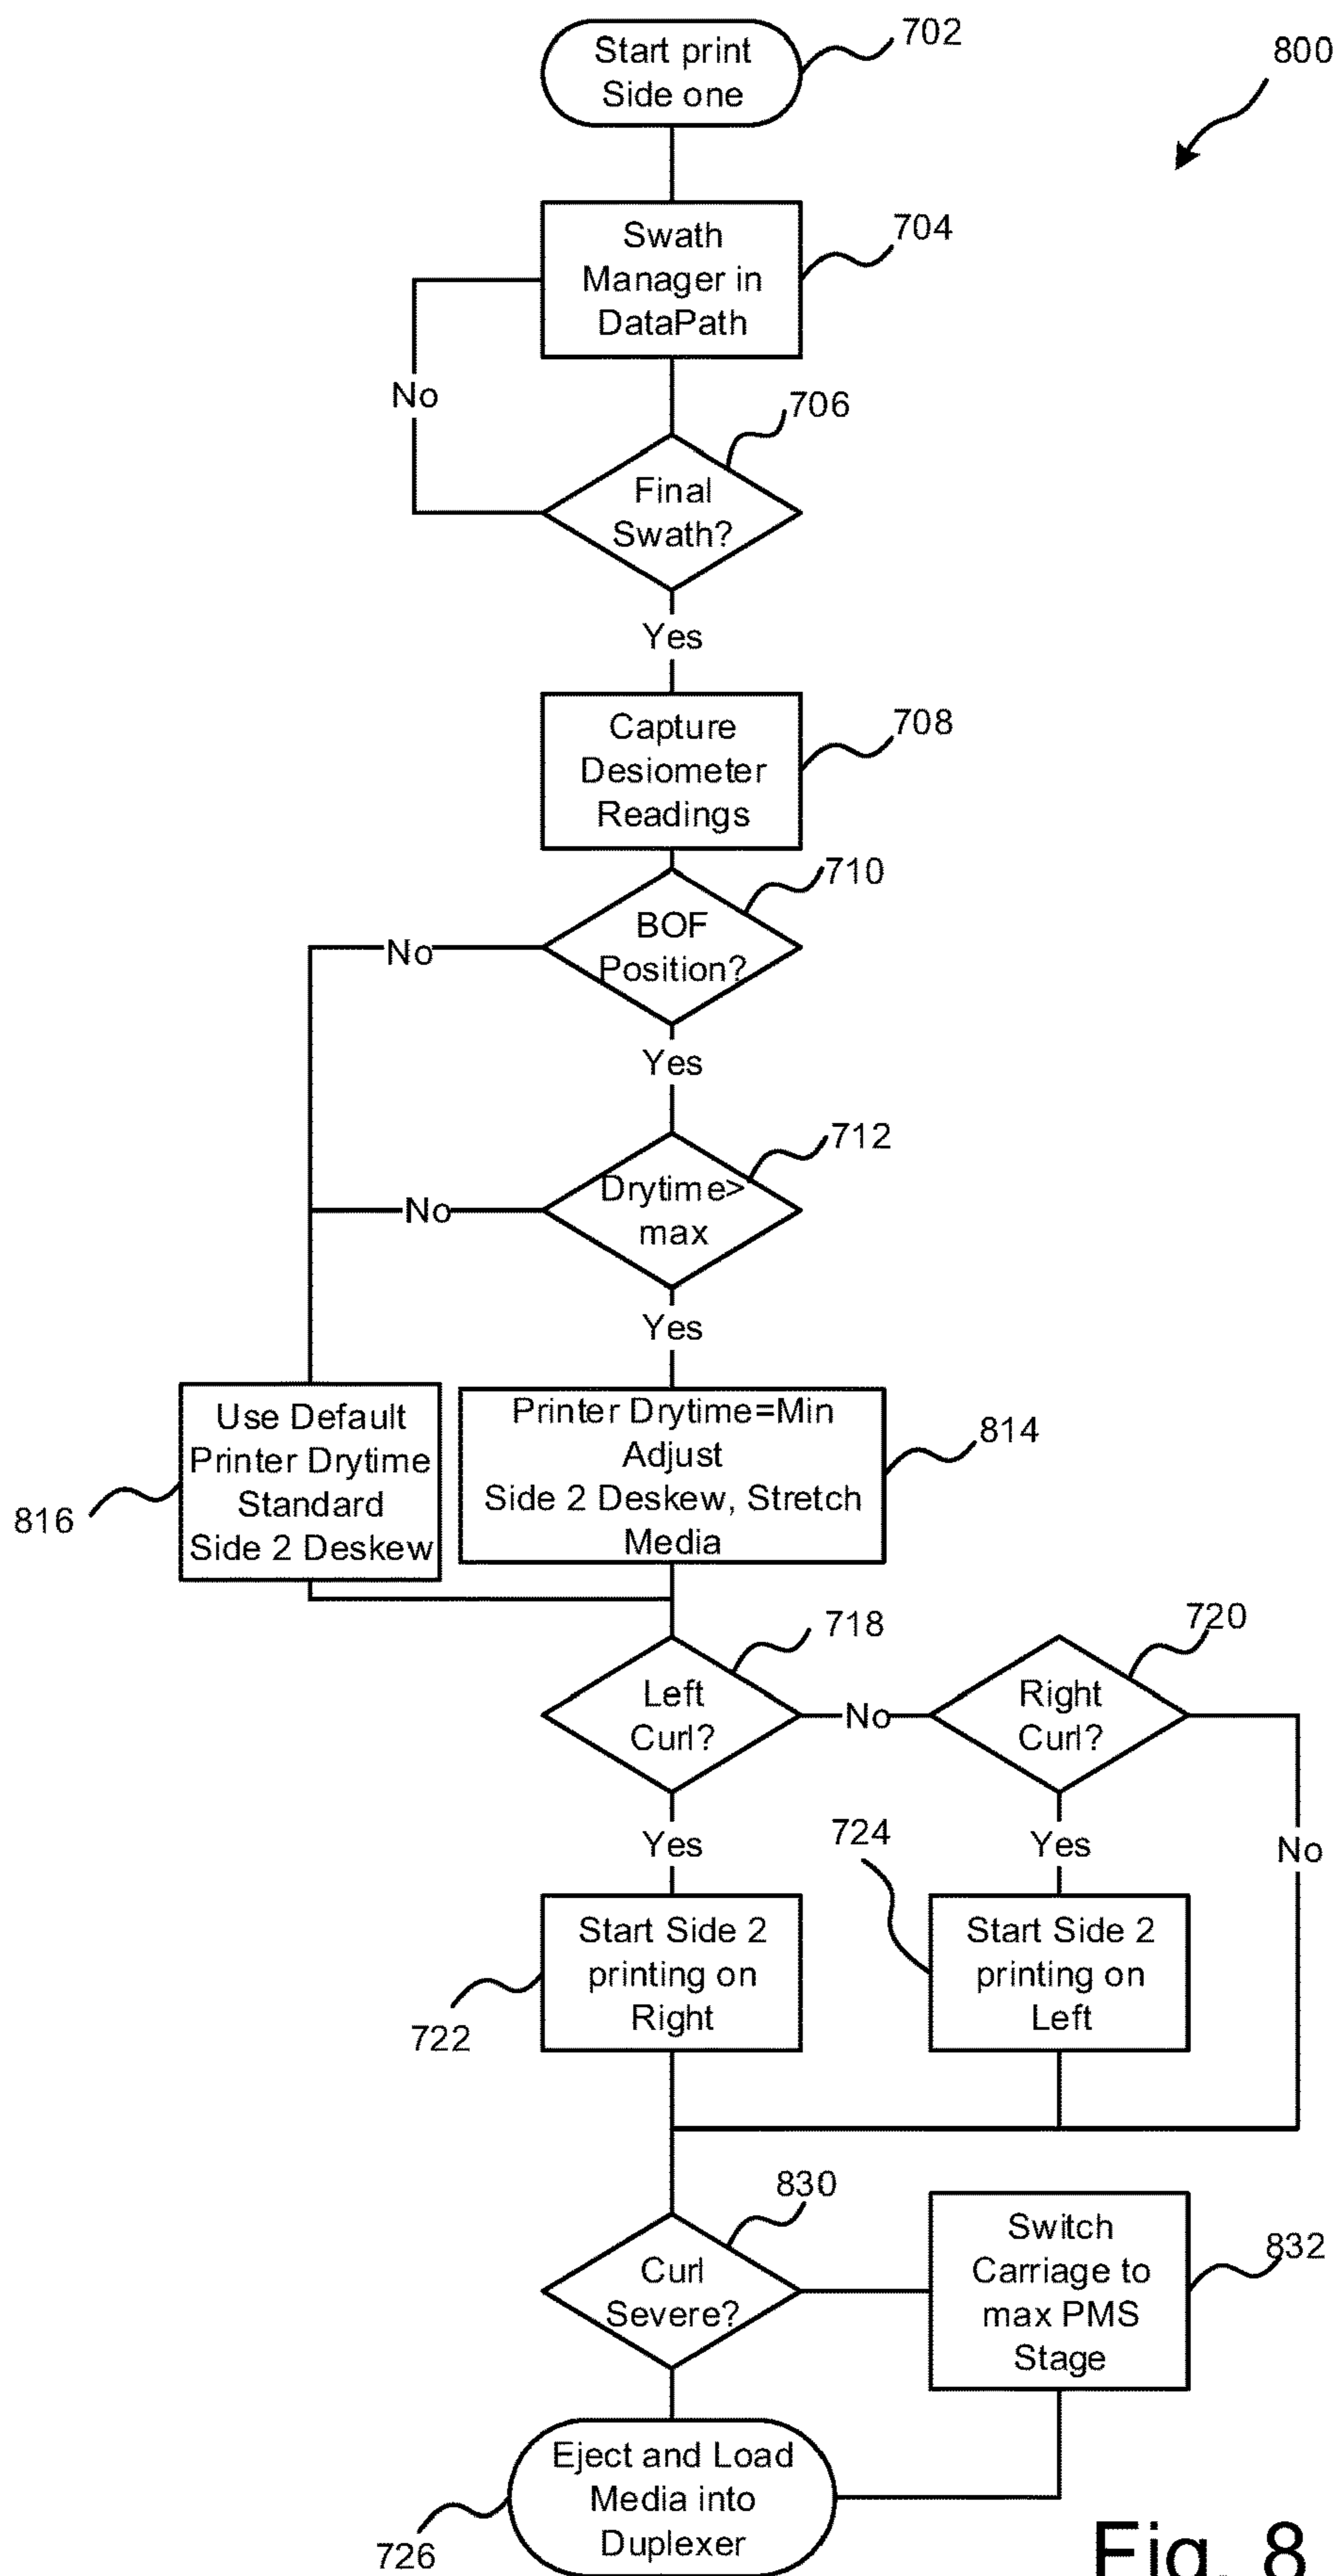 Start print
Side one
702
800
Swath
Manager in
DataPath
704
No
706
Final
Swath?
Yes
Capture
Desiometer
Readings
708
710
BOF
Position?
No
Yes
712
Drytime>
max
No
Yes
Use Default
Printer Drytime
Standard
Side 2 Deskew
816
Printer Drytime=Min
Adjust
Side 2 Deskew, Stretch
Media
814
718
Left
Curl?
No
720
Right
Curl?
Yes
724
Yes
No
Start Side 2
printing on
Right
722
Start Side 2
printing on
Left
830
Curl
Severe?
Switch
Carriage to
max PMS
Stage
832
Eject and Load
Media into
Duplexer
726
Fig. 8